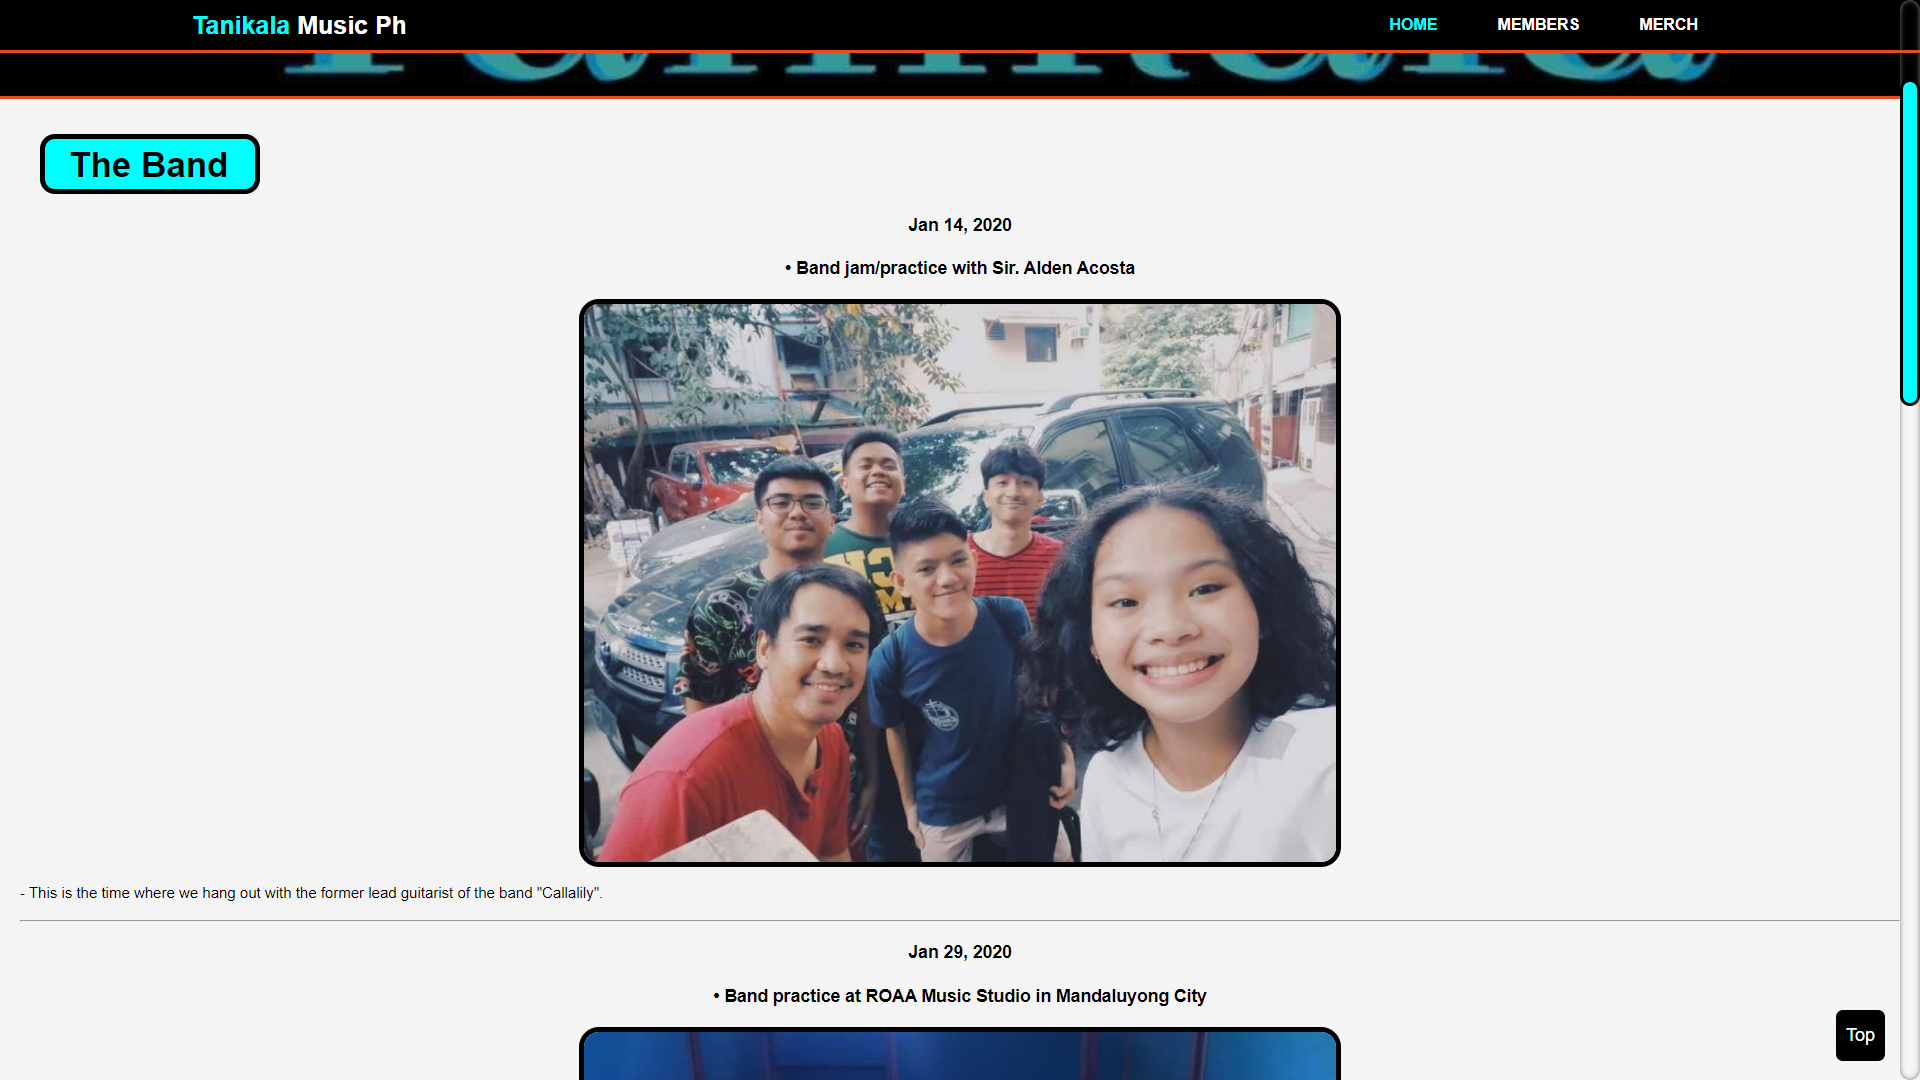 Tanikala Music Ph
HOME
MEMBERS
MERCH
Tanikala
The Band
Jan 14, 2020
• Band jam/practice with Sir. Alden Acosta
- This is the time where we hang out with the former lead guitarist of the band "Callalily".
Jan 29, 2020
• Band practice at ROAA Music Studio in Mandaluyong City
Top